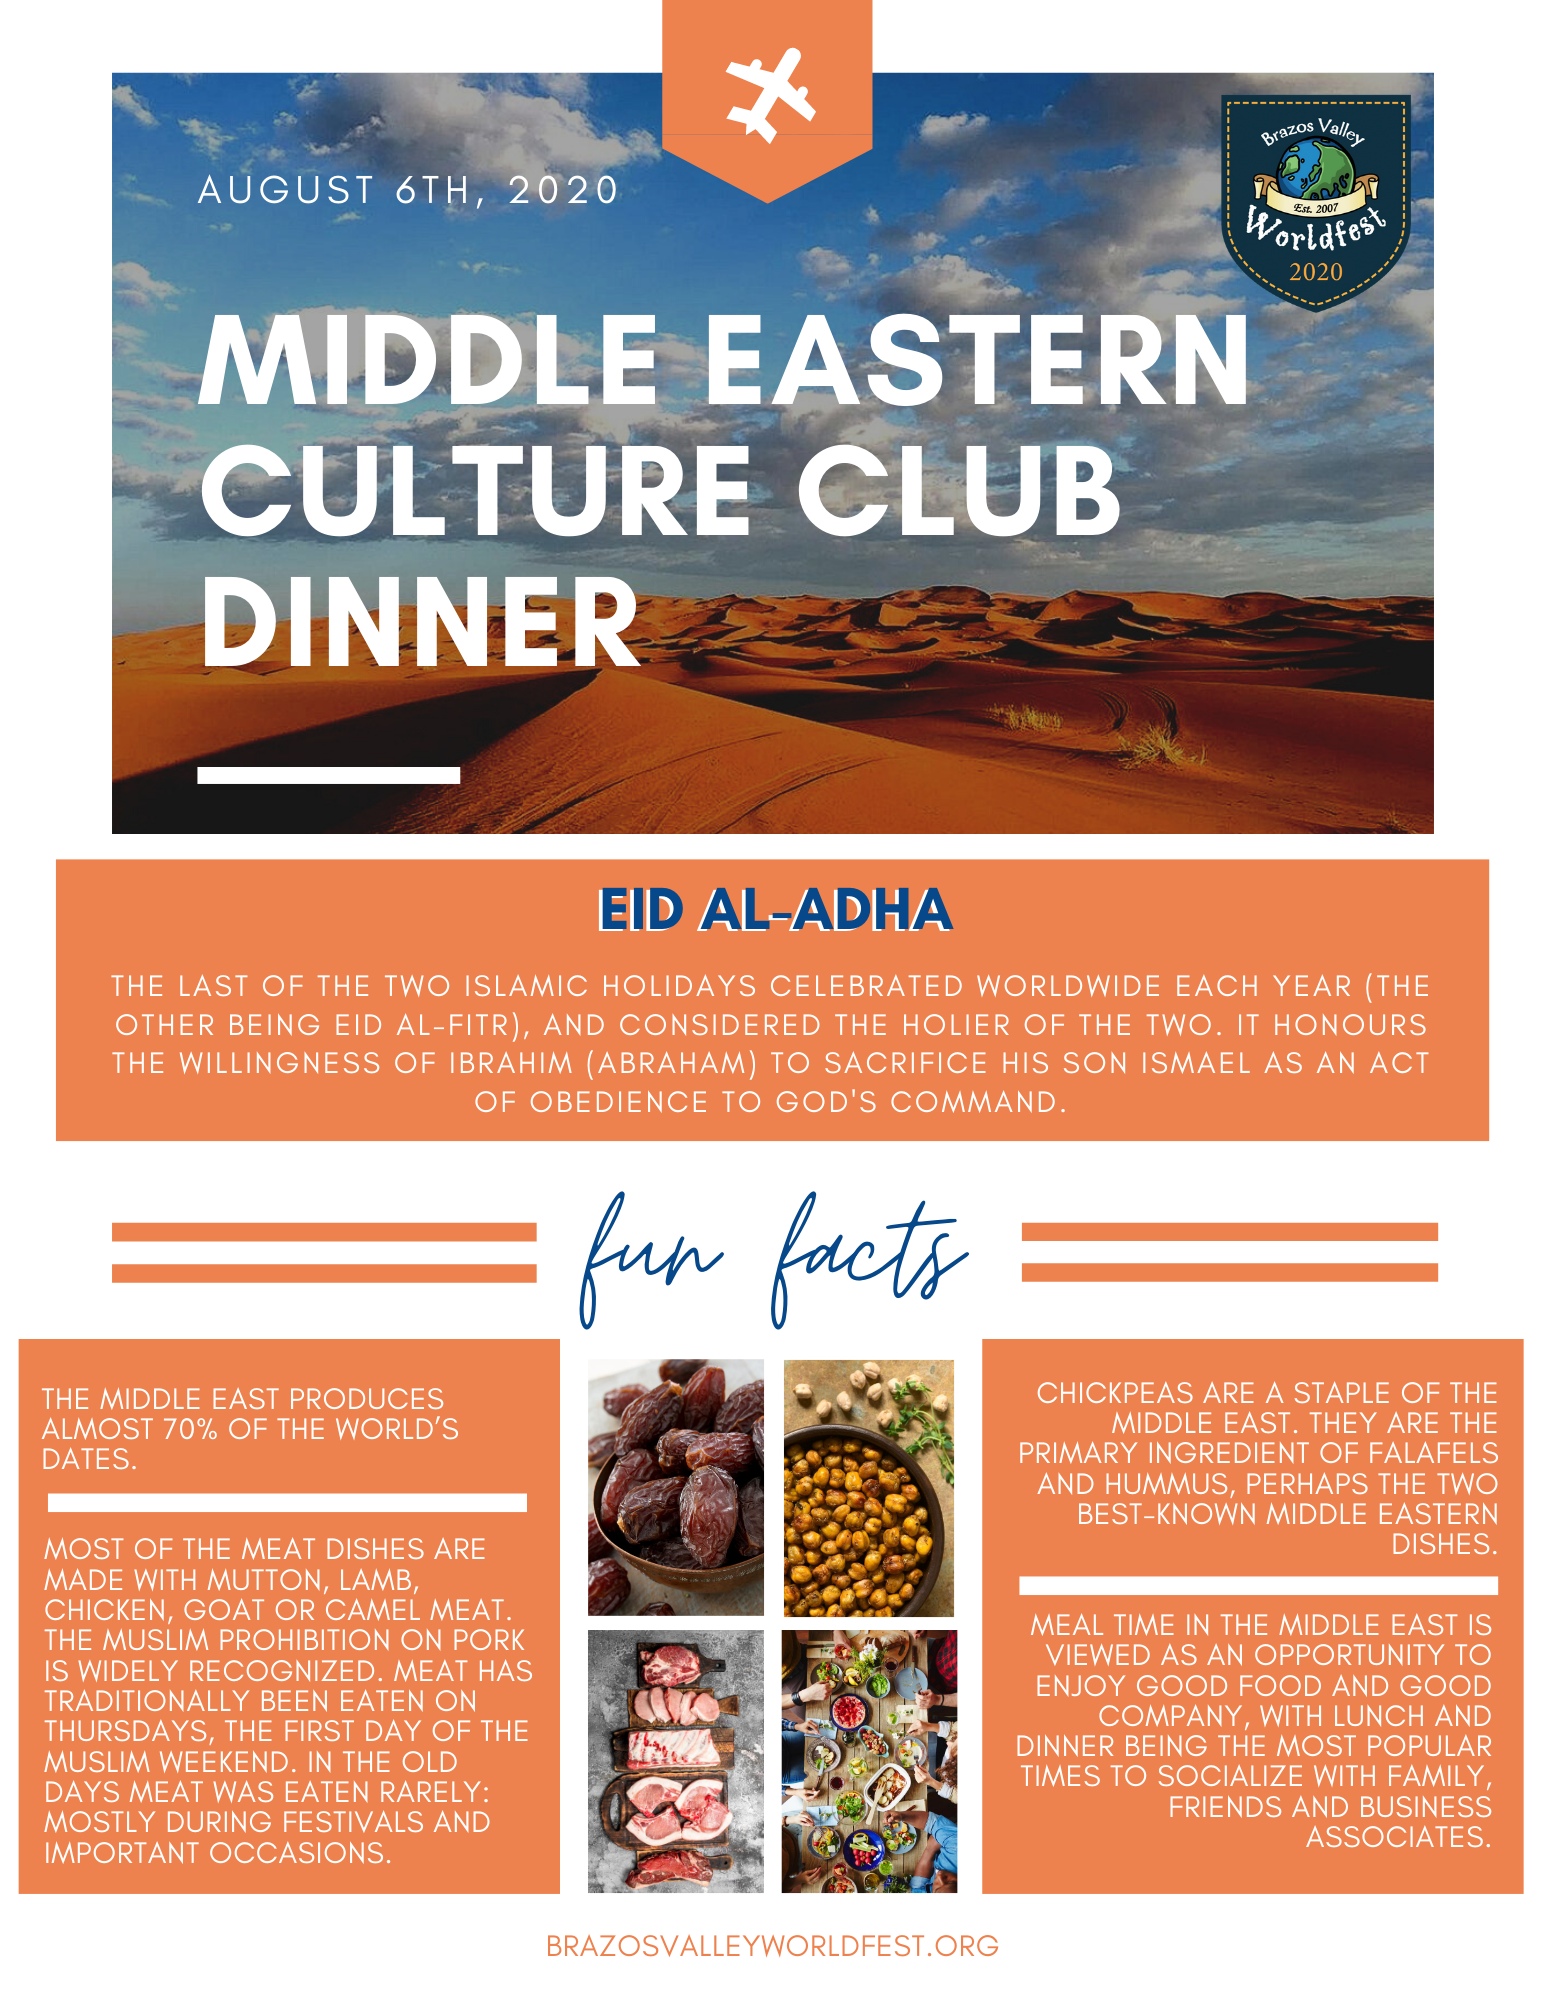 AUGUST 6TH, 2020
Brazos Valley
Est. 2007
Worldfest
2020
MIDDLE EASTERN
CULTURE CLUB
DINNER
EID AL-ADHA
THE LAST OF THE TWO ISLAMIC HOLIDAYS CELEBRATED WORLDWIDE EACH YEAR (THE
OTHER BEING EID AL-FITR), AND CONSIDERED THE HOLIER OF THE TWO. IT HONOURS
THE WILLINGNESS OF IBRAHIM (ABRAHAM) TO SACRIFICE HIS SON ISMAEL AS AN ACT
OF OBEDIENCE TO GOD'S COMMAND.
fun facts
THE MIDDLE EAST PRODUCES
ALMOST 70% OF THE WORLD’S
DATES.
MOST OF THE MEAT DISHES ARE
MADE WITH MUTTON, LAMB,
CHICKEN, GOAT OR CAMEL MEAT.
THE MUSLIM PROHIBITION ON PORK
IS WIDELY RECOGNIZED. MEAT HAS
TRADITIONALLY BEEN EATEN ON
THURSDAYS, THE FIRST DAY OF THE
MUSLIM WEEKEND. IN THE OLD
DAYS MEAT WAS EATEN RARELY:
MOSTLY DURING FESTIVALS AND
IMPORTANT OCCASIONS.
CHICKPEAS ARE A STAPLE OF THE
MIDDLE EAST. THEY ARE THE
PRIMARY INGREDIENT OF FALAFELS
AND HUMMUS, PERHAPS THE TWO
BEST-KNOWN MIDDLE EASTERN
DISHES.
MEAL TIME IN THE MIDDLE EAST IS
VIEWED AS AN OPPORTUNITY TO
ENJOY GOOD FOOD AND GOOD
COMPANY, WITH LUNCH AND
DINNER BEING THE MOST POPULAR
TIMES TO SOCIALIZE WITH FAMILY,
FRIENDS AND BUSINESS
ASSOCIATES.
BRAZOSVALLEYWORLDFEST.ORG